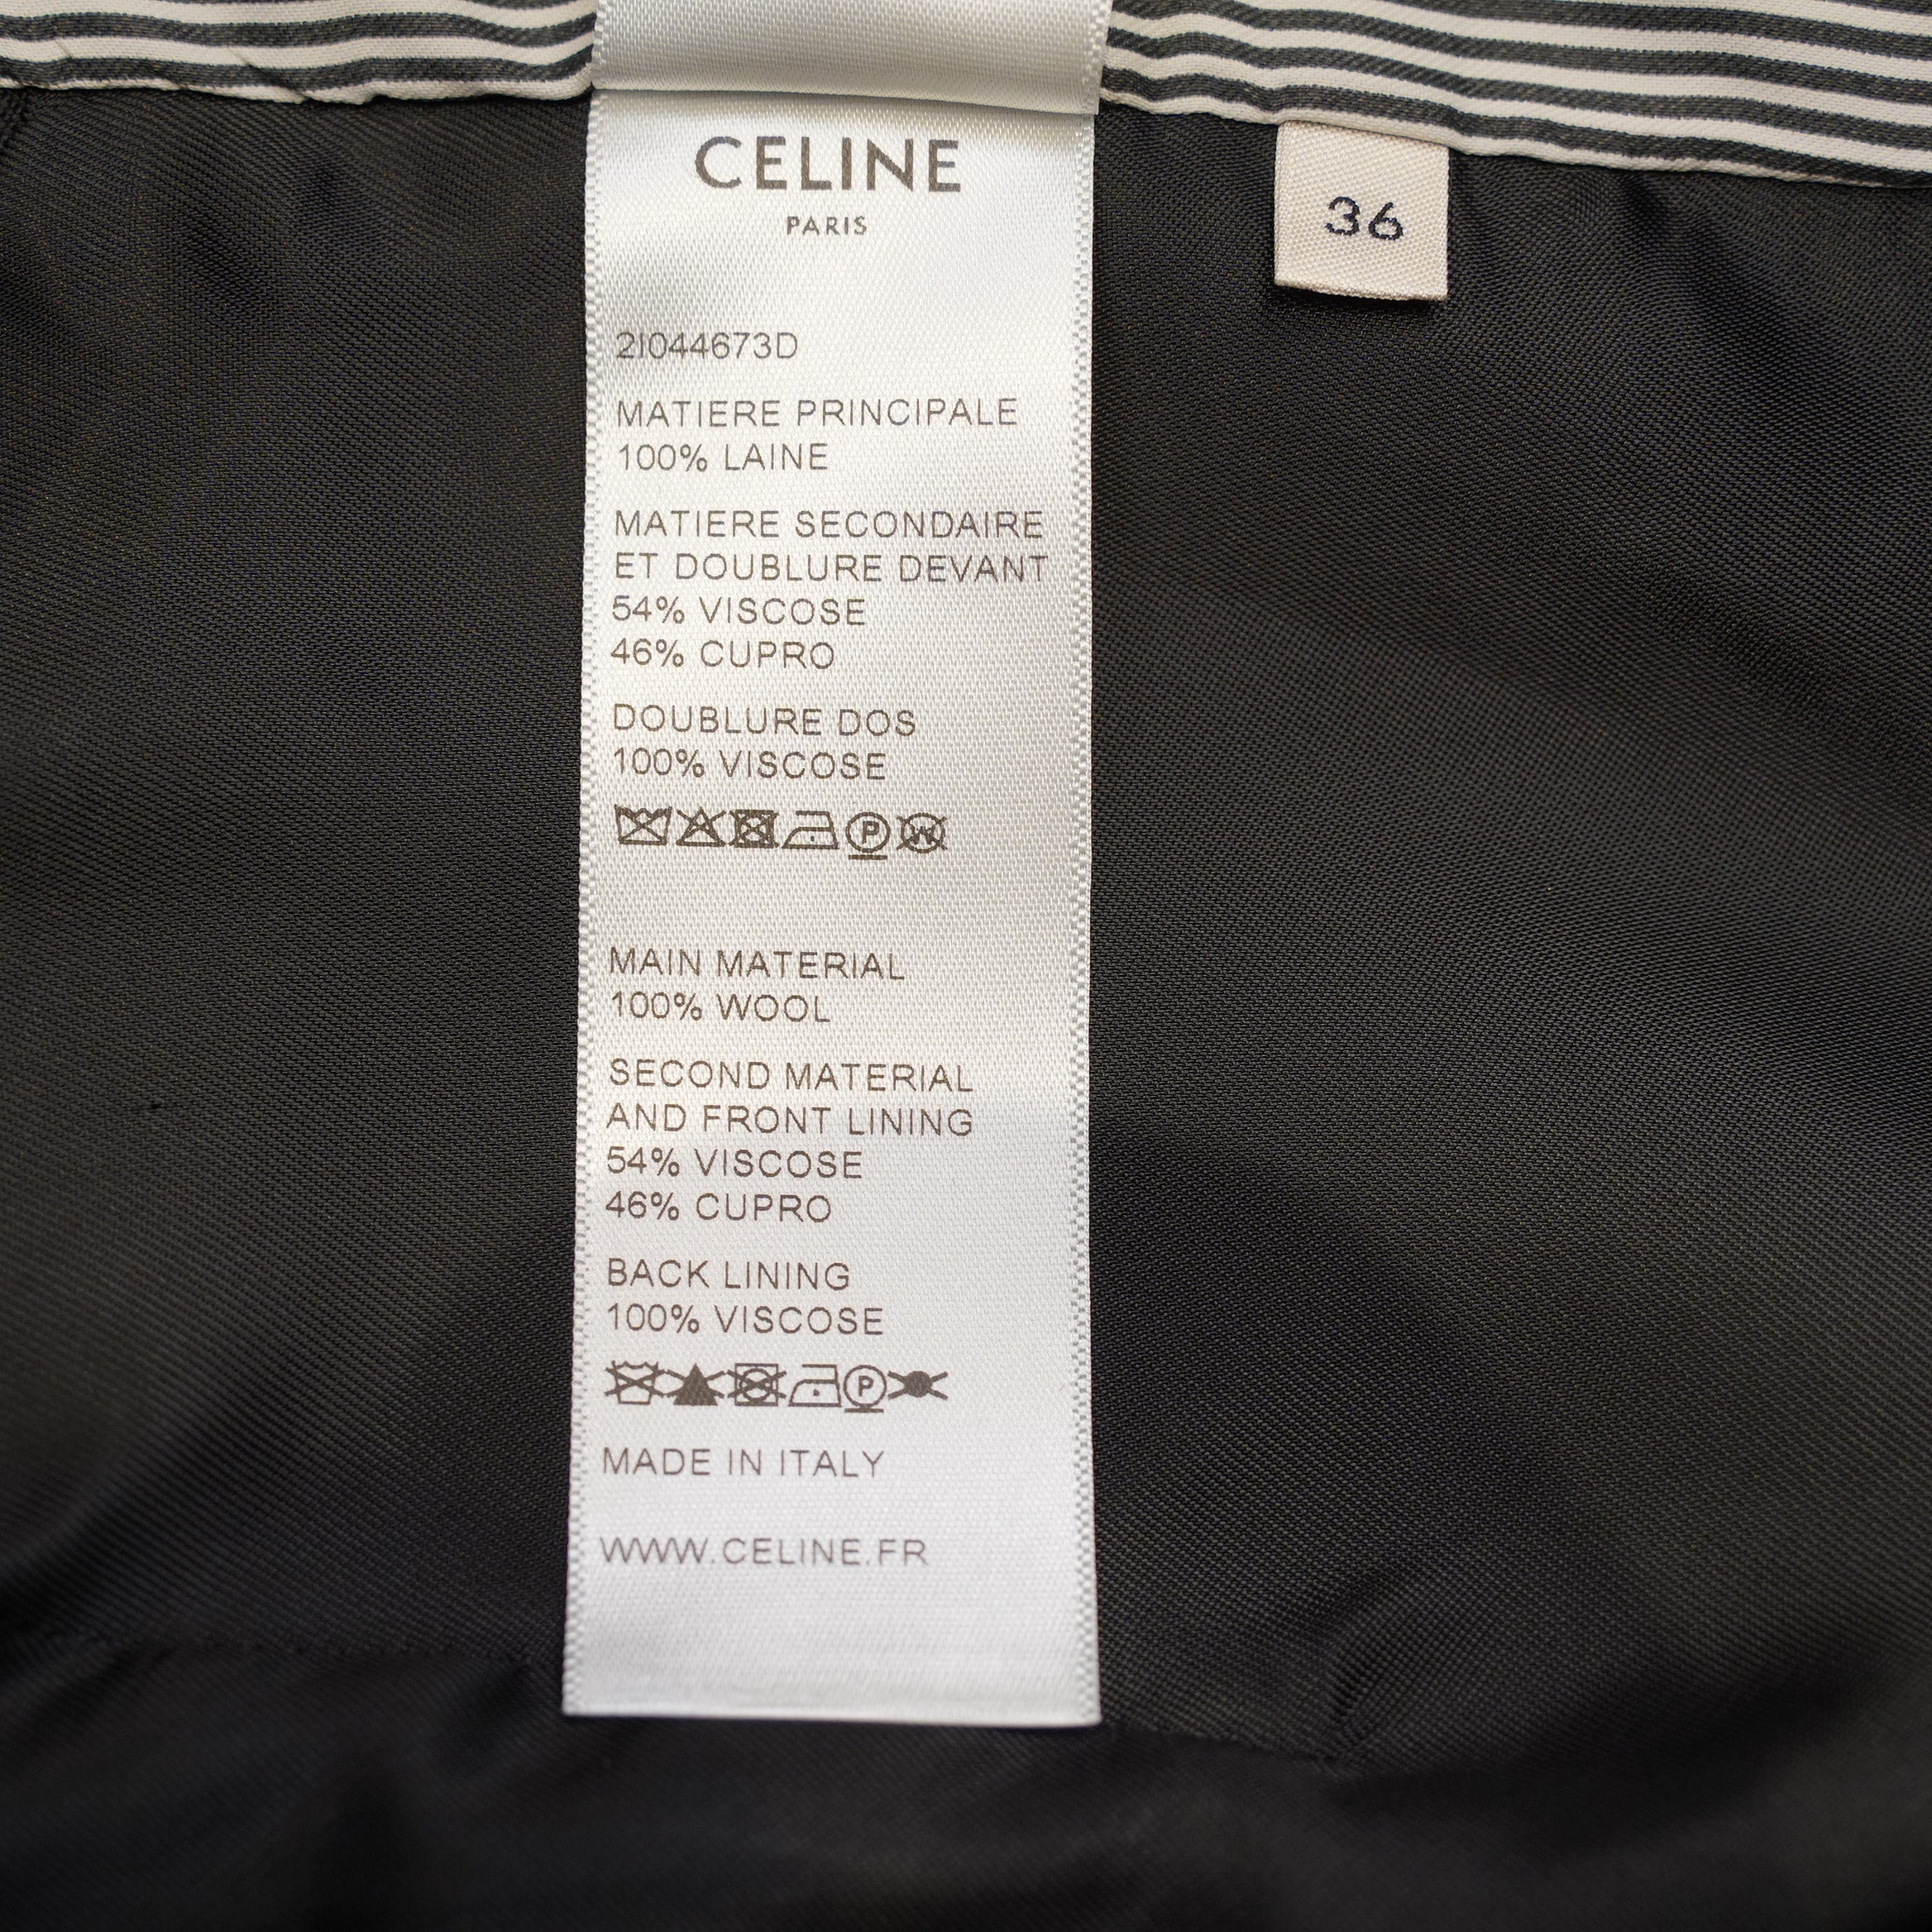 CELINE
PARIS
36
2I044673D
MATIERE PRINCIPALE
100% LAINE
MATIERE SECONDAIRE
ET DOUBLURE DEVANT
54% VISCOSE
46% CUPRO
DOUBLURE DOS
100% VISCOSE
P W
MAIN MATERIAL
100% WOOL
SECOND MATERIAL
AND FRONT LINING
54% VISCOSE
46% CUPRO
BACK LINING
100% VISCOSE
P
MADE IN ITALY
WWW.CELINE.FR